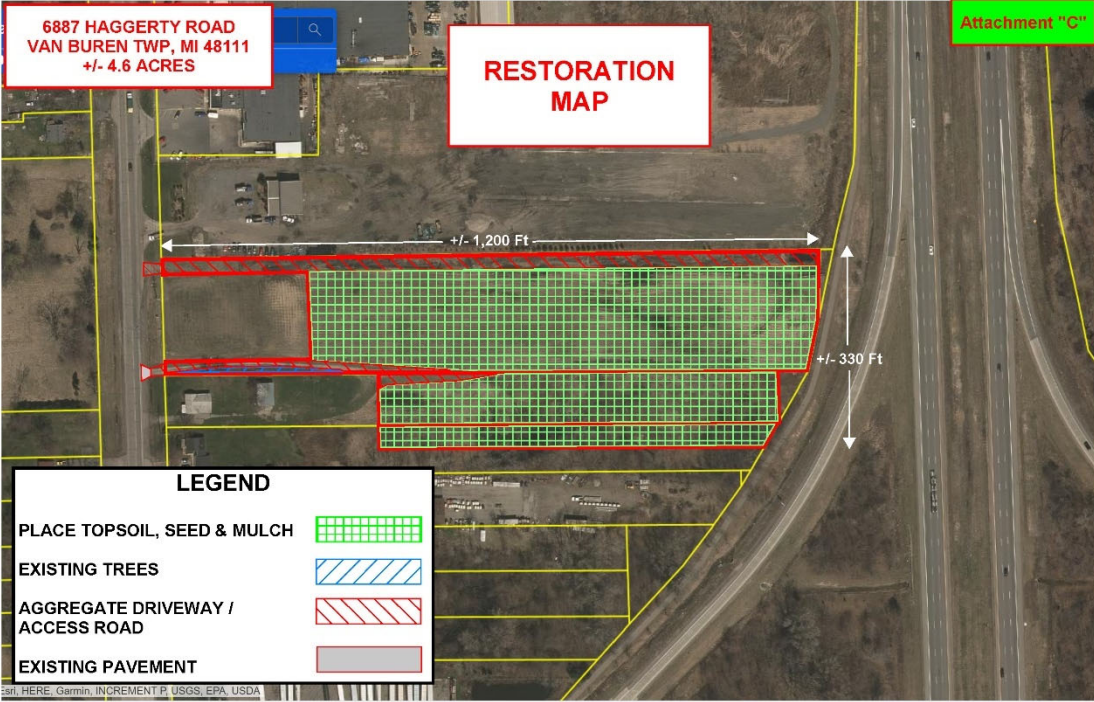 6887 HAGGERTY ROAD
VAN BUREN TWP, MI 48111
+/- 4.6 ACRES
RESTORATION
MAP
Attachment "C"
+/- 1,200 Ft
+/- 330 Ft
LEGEND
PLACE TOPSOIL, SEED & MULCH
EXISTING TREES
AGGREGATE DRIVEWAY /
ACCESS ROAD
EXISTING PAVEMENT
Esri, HERE, Garmin, INCREMENT P, USGS, EPA, USDA